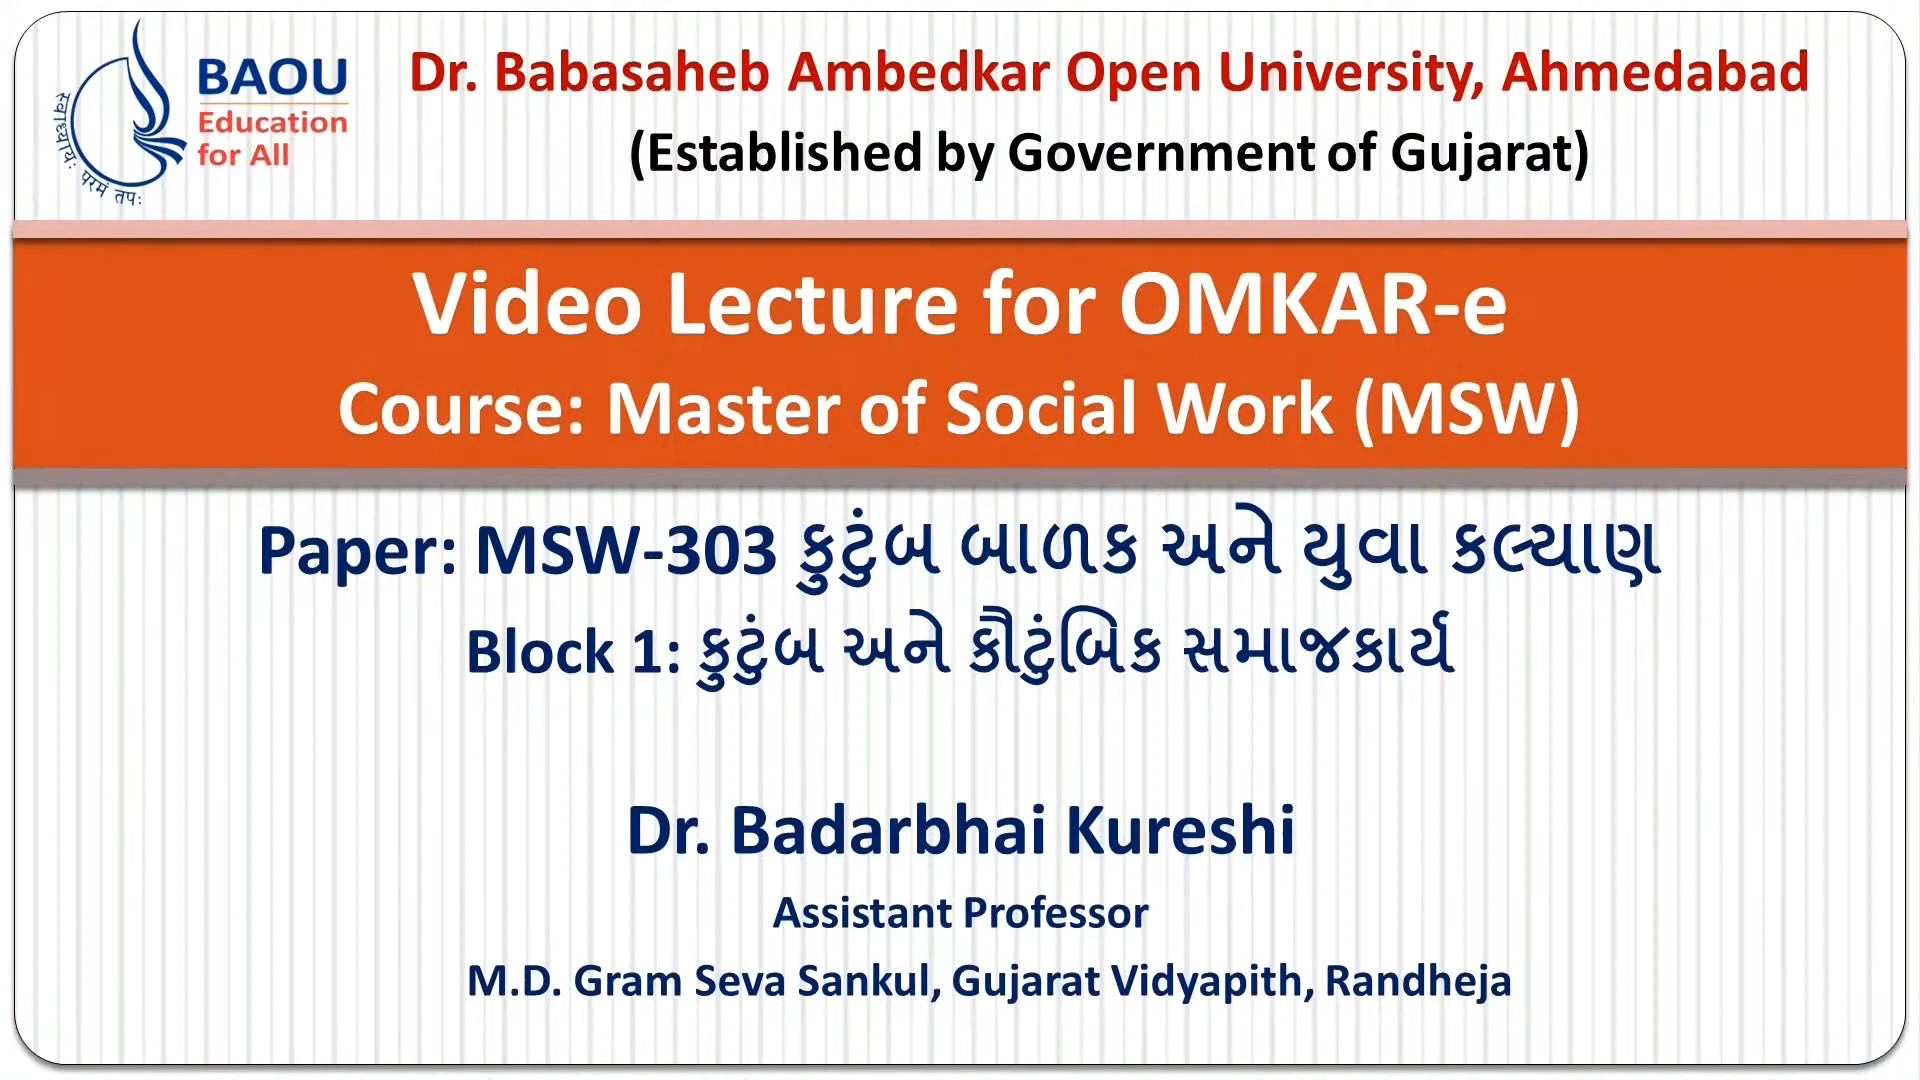 BAOU
Education
for All
स्वाध्यायः परमं तपः
Dr. Babasaheb Ambedkar Open University, Ahmedabad
(Established by Government of Gujarat)
Video Lecture for OMKAR-e
Course: Master of Social Work (MSW)
Paper: MSW-303 કુટુંબ બાળક અને યુવા કલ્યાણ
Block 1: કુટુંબ અને કૌટુંબિક સમાજકાર્ય
Dr. Badarbhai Kureshi
Assistant Professor
M.D. Gram Seva Sankul, Gujarat Vidyapith, Randheja